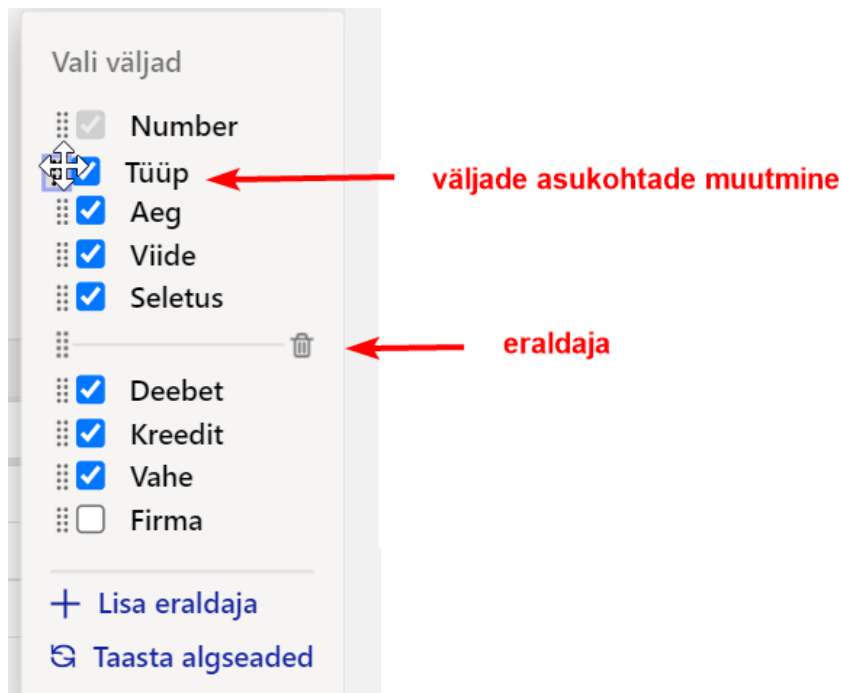 Vali väljad
Number
Tüüp
väljade asukohtade muutmine
Aeg
Viide
Seletus
eraldaja
Deebet
Kreedit
Vahe
Firma
Lisa eraldaja
Taasta algseaded